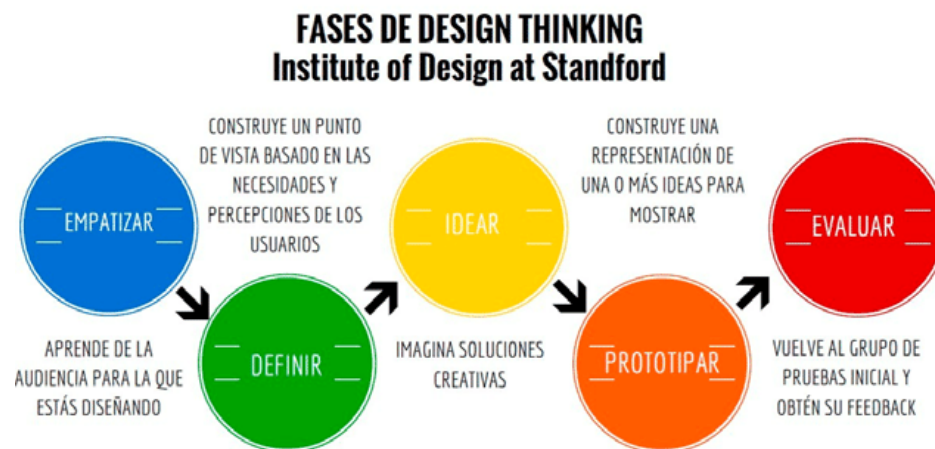 FASES DE DESIGN THINKING
Institute of Design at Standford
EMPATIZAR
APRENDE DE LA
AUDIENCIA PARA LA QUE
ESTÁS DISEÑANDO
CONSTRUYE UN PUNTO
DE VISTA BASADO EN LAS
NECESIDADES Y
PERCEPCIONES DE LOS
USUARIOS
DEFINIR
IDEAR
IMAGINA SOLUCIONES
CREATIVAS
CONSTRUYE UNA
REPRESENTACIÓN DE
UNA O MÁS IDEAS PARA
MOSTRAR
PROTOTIPAR
EVALUAR
VUELVE AL GRUPO DE
PRUEBAS INICIAL Y
OBTÉN SU FEEDBACK